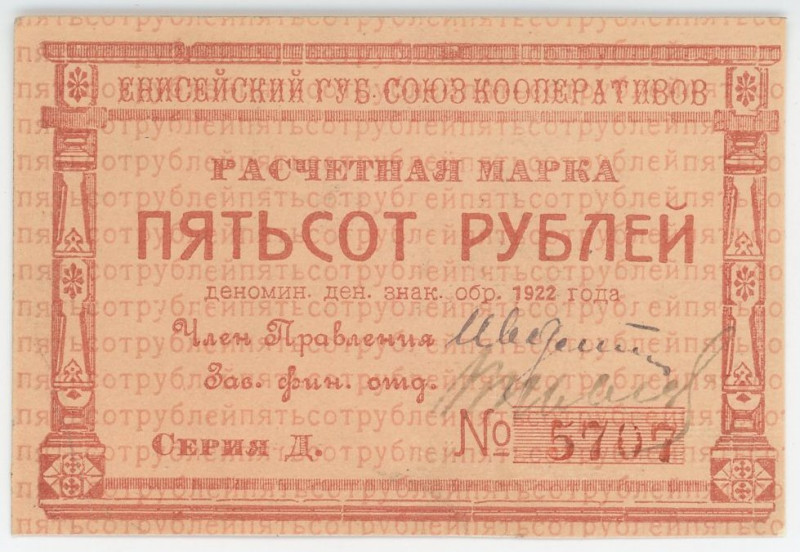 ЕНИСЕЙСКИЙ ГУБ. СОЮЗ КООПЕРАТИВОВ
РАСЧЕТНАЯ МАРКА
ПЯТЬСОТ РУБЛЕЙ
деномин. ден. знак. обр. 1922 года
Член Правления
Зав. фин. отд.
Серия Д. № 5707